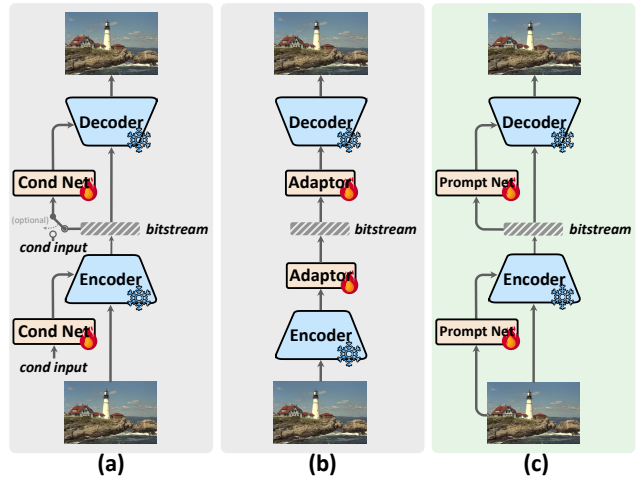 Decoder
Cond Net
(optional)
bitstream
cond input
Encoder
Cond Net
cond input
(a)
Decoder
Adaptor
bitstream
Adaptor
Encoder
(b)
Decoder
Prompt Net
bitstream
Encoder
Prompt Net
(c)